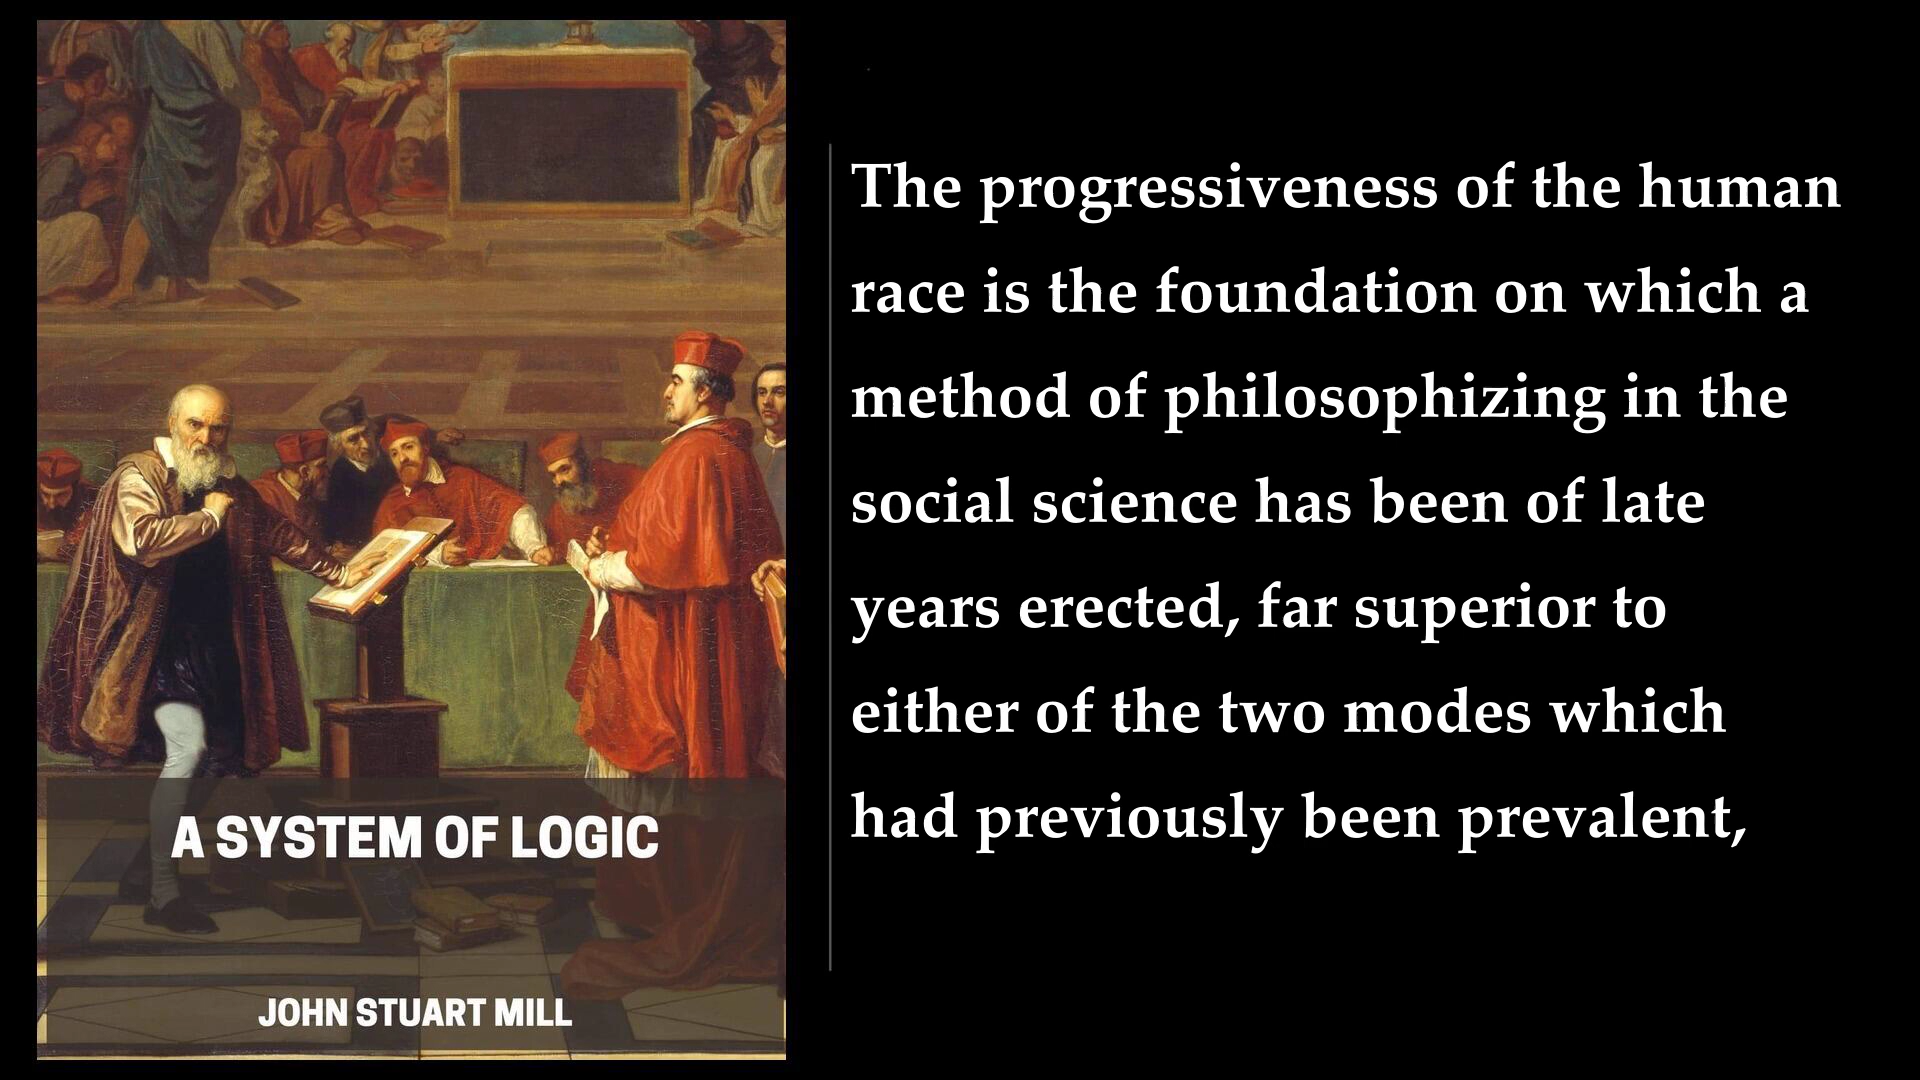 A SYSTEM OF LOGIC
JOHN STUART MILL
The progressiveness of the human
race is the foundation on which a
method of philosophizing in the
social science has been of late
years erected, far superior to
either of the two modes which
had previously been prevalent,